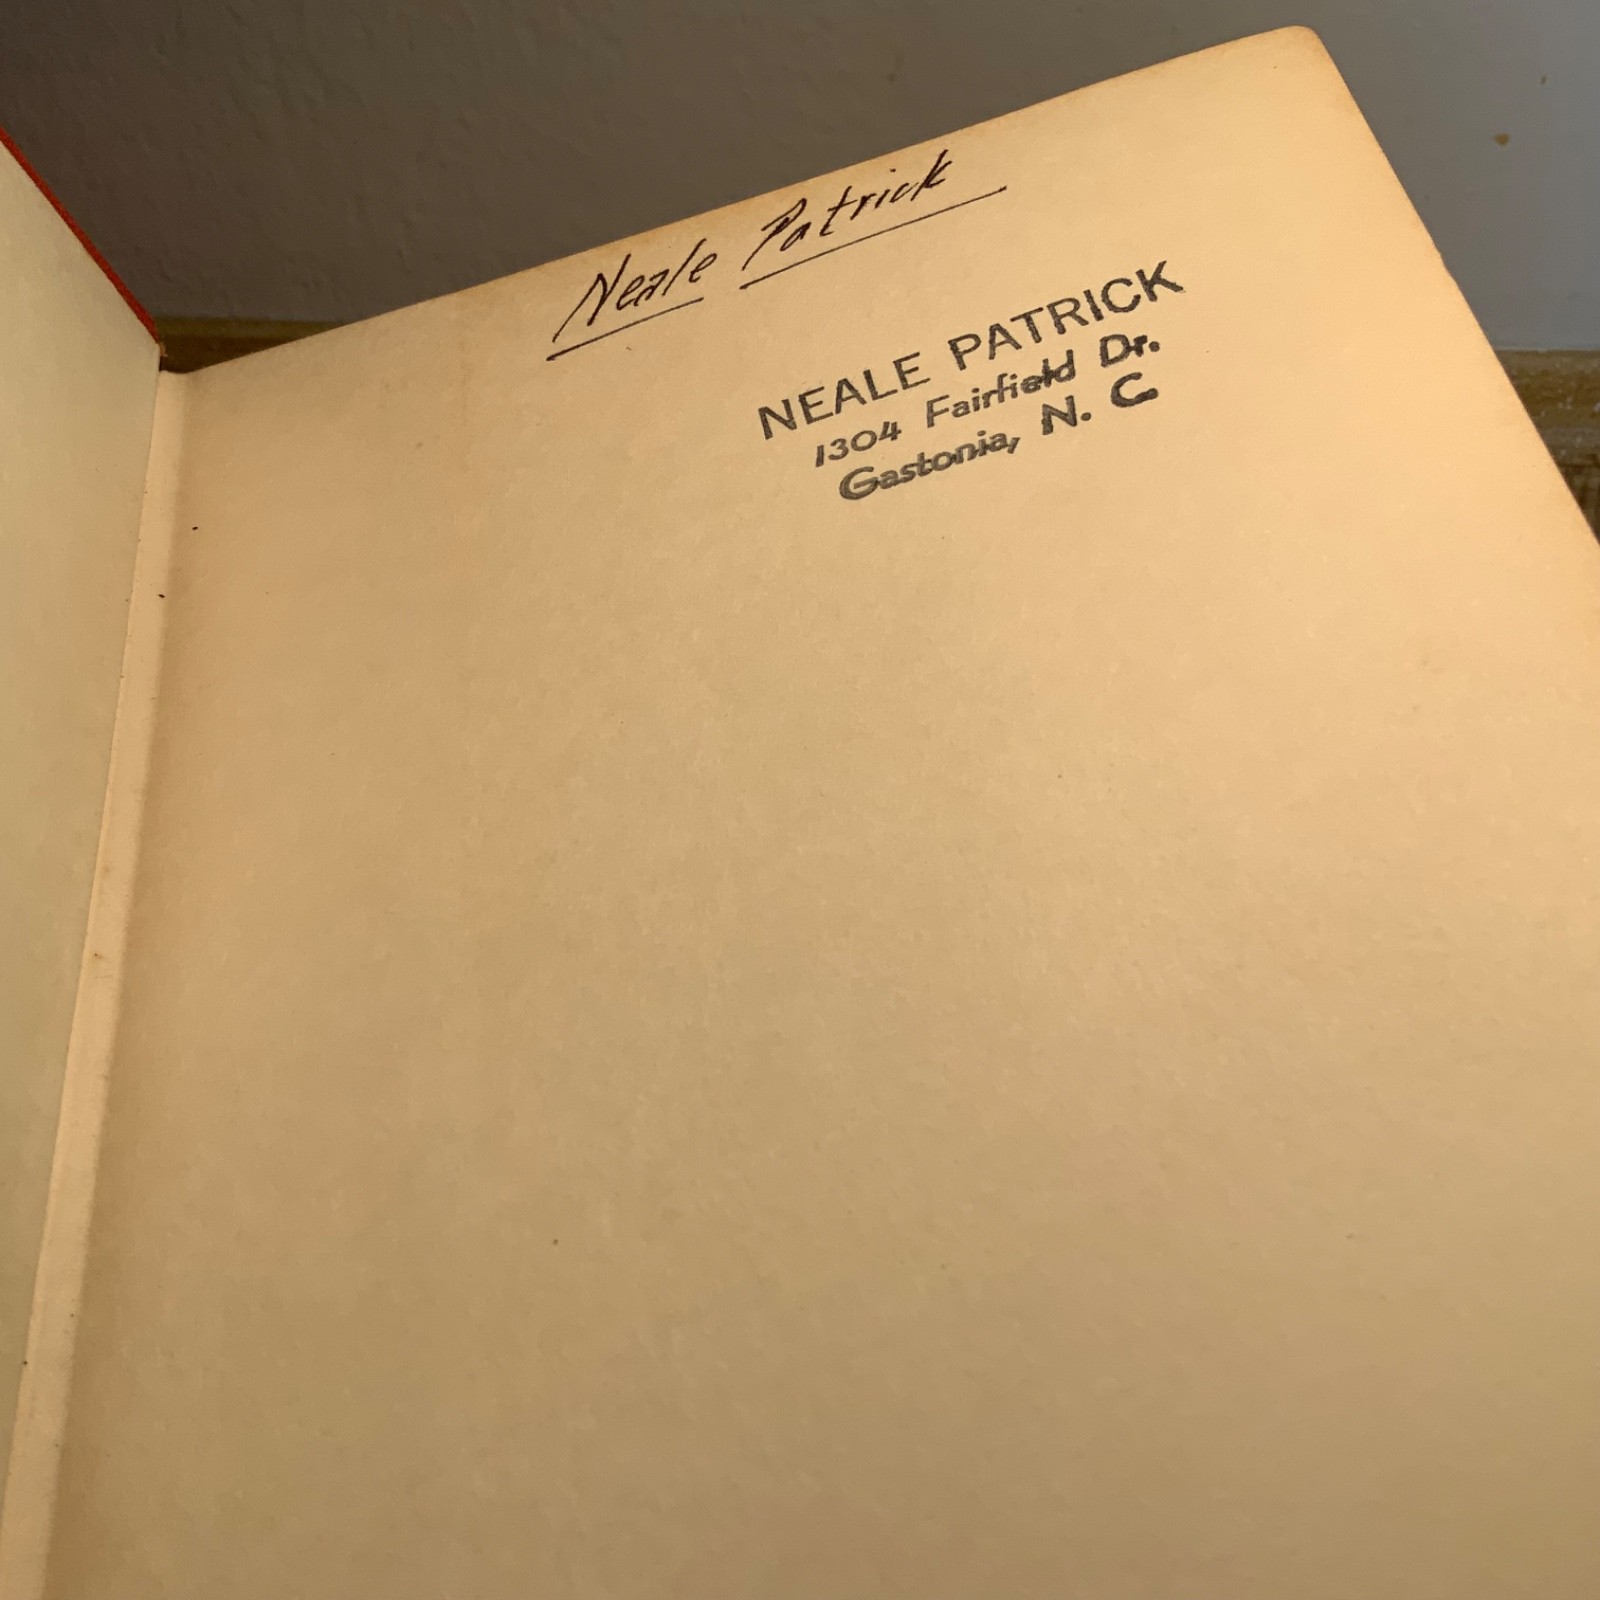 Neale Patrick
NEALE PATRICK
1304 Fairfield Dr.
Gastonia, N. C.